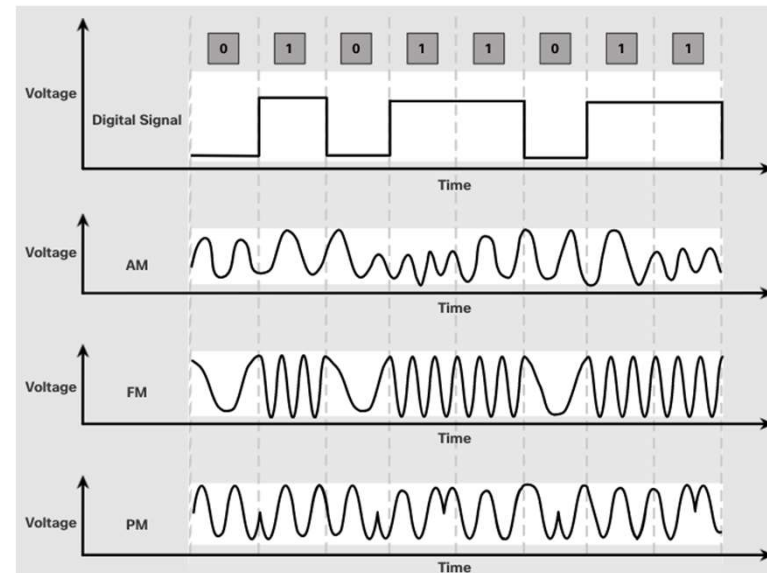 0 1 0 1 1 0 1 1
Voltage
Digital Signal
Time
Voltage
AM
Time
Voltage
FM
Time
Voltage
PM
Time